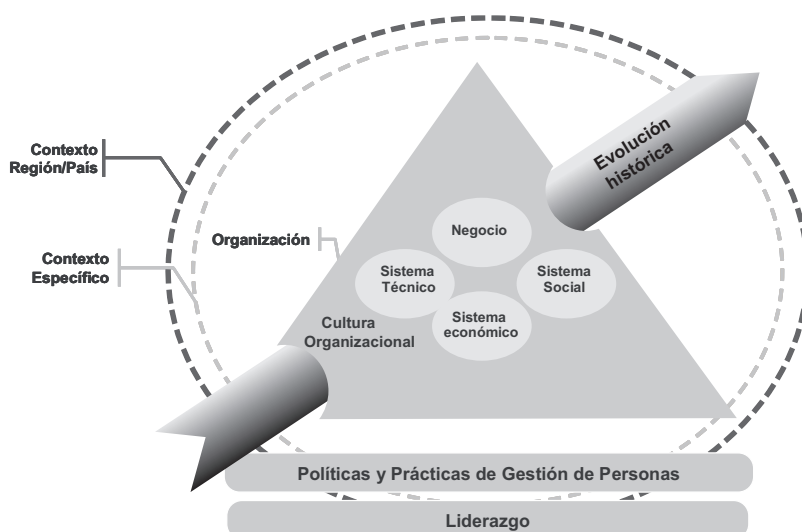 Evolución
histórica
Contexto
Región/País
Organización
Contexto
Específico
Negocio
Sistema
Técnico
Sistema
Social
Sistema
económico
Cultura
Organizacional
Políticas y Prácticas de Gestión de Personas
Liderazgo